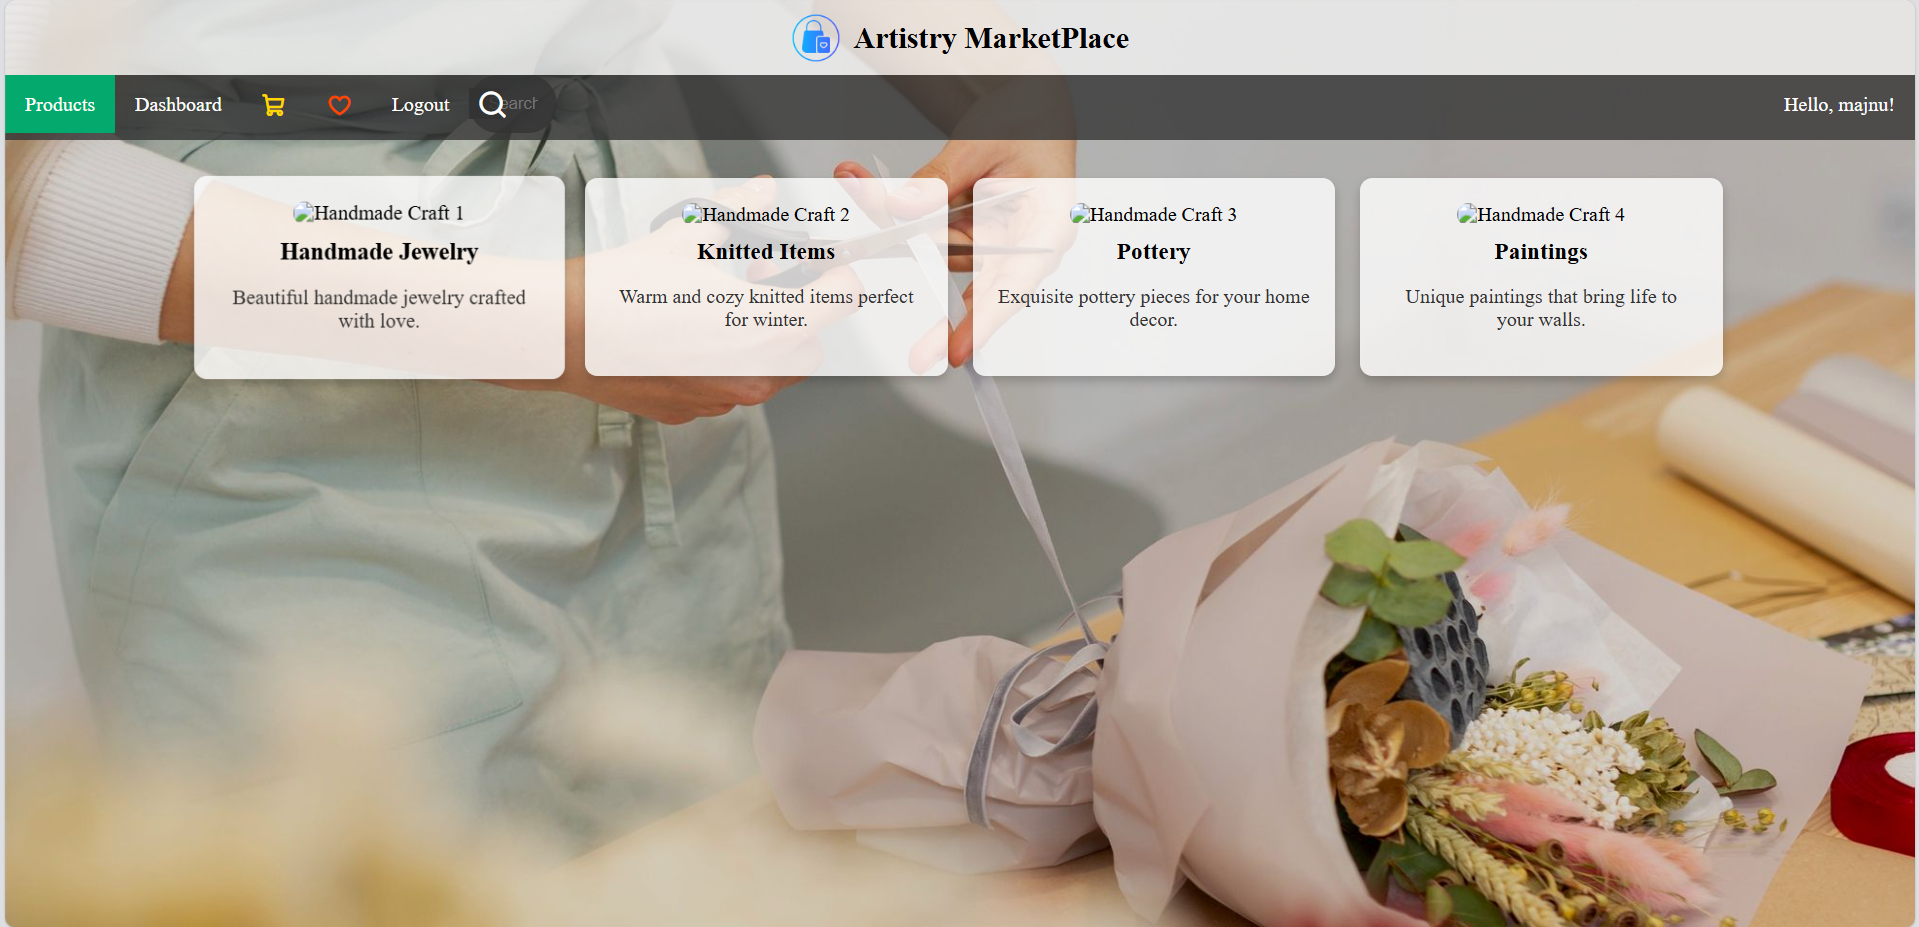 Artistry MarketPlace
Products Dashboard Logout earch Hello, majnu!
Handmade Craft 1
Handmade Jewelry
Beautiful handmade jewelry crafted
with love.
Handmade Craft 2
Knitted Items
Warm and cozy knitted items perfect
for winter.
Handmade Craft 3
Pottery
Exquisite pottery pieces for your home
decor.
Handmade Craft 4
Paintings
Unique paintings that bring life to
your walls.